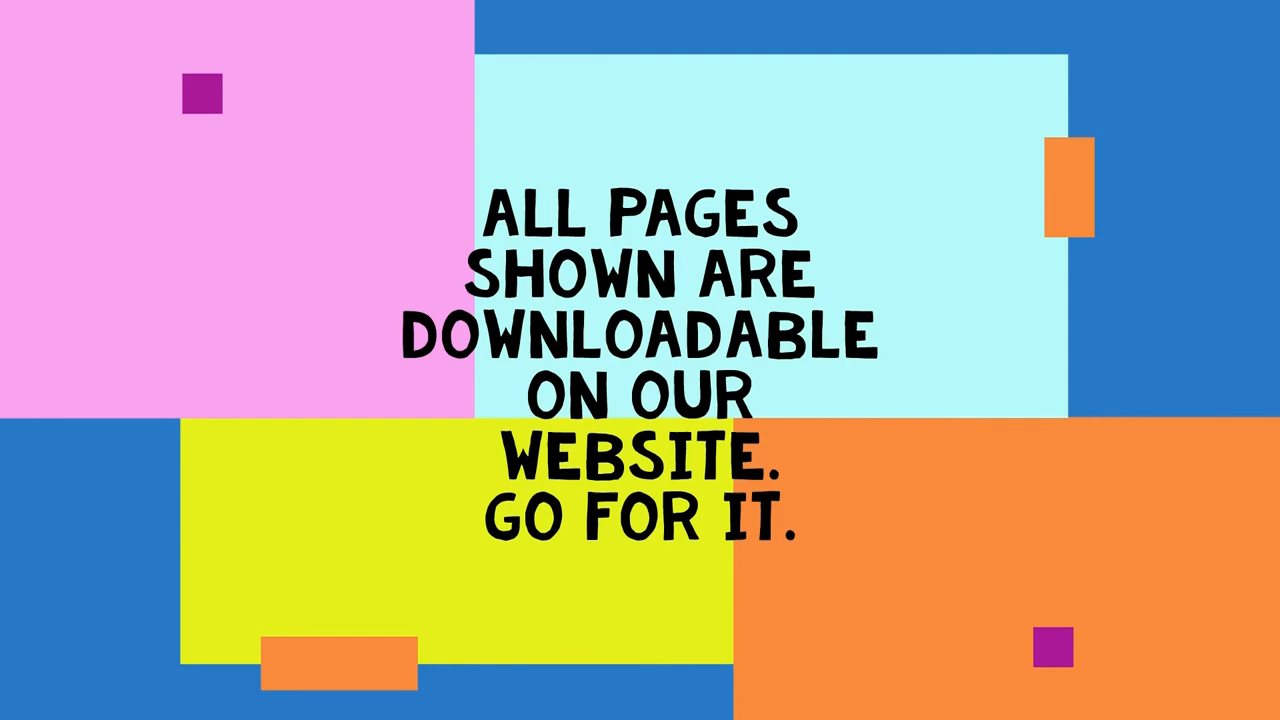 ALL PAGES
SHOWN ARE
DOWNLOADABLE
ON OUR
WEBSITE.
GO FOR IT.